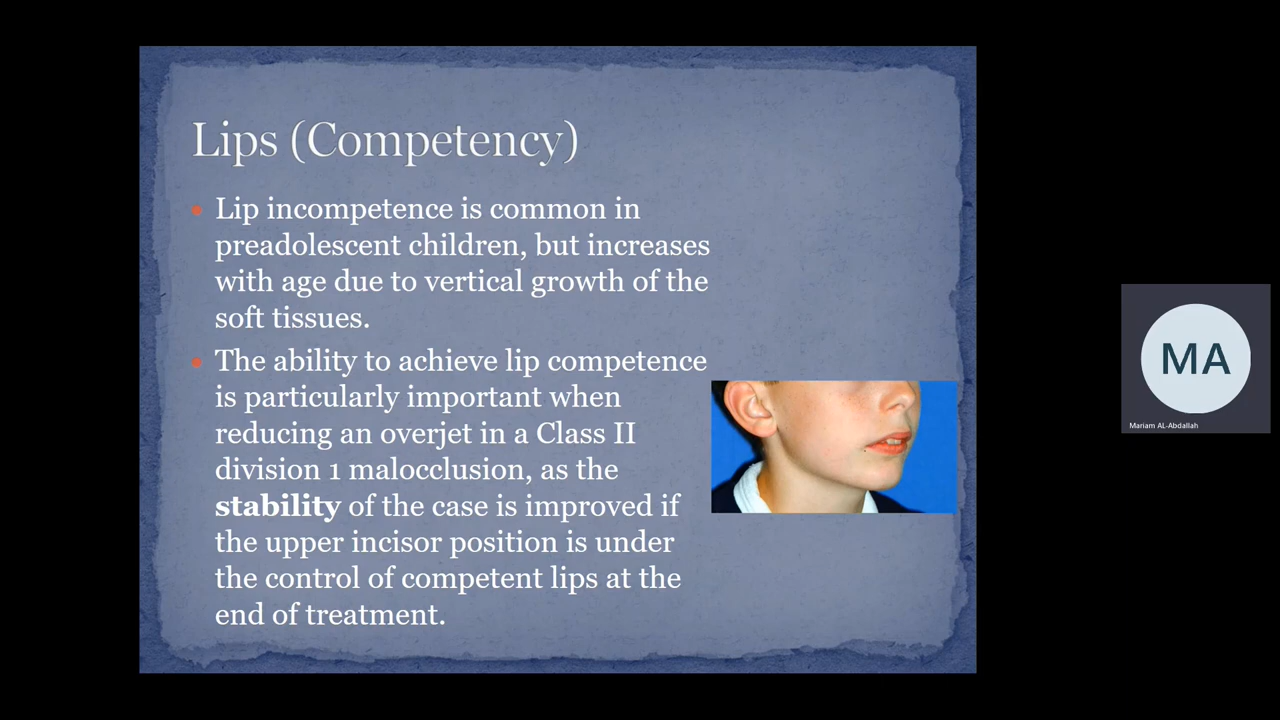 Lips (Competency)
Lip incompetence is common in
preadolescent children, but increases
with age due to vertical growth of the
soft tissues.
The ability to achieve lip competence
is particularly important when
reducing an overjet in a Class II
division 1 malocclusion, as the
stability of the case is improved if
the upper incisor position is under
the control of competent lips at the
end of treatment.
MA
Mariam AL-Abdallah